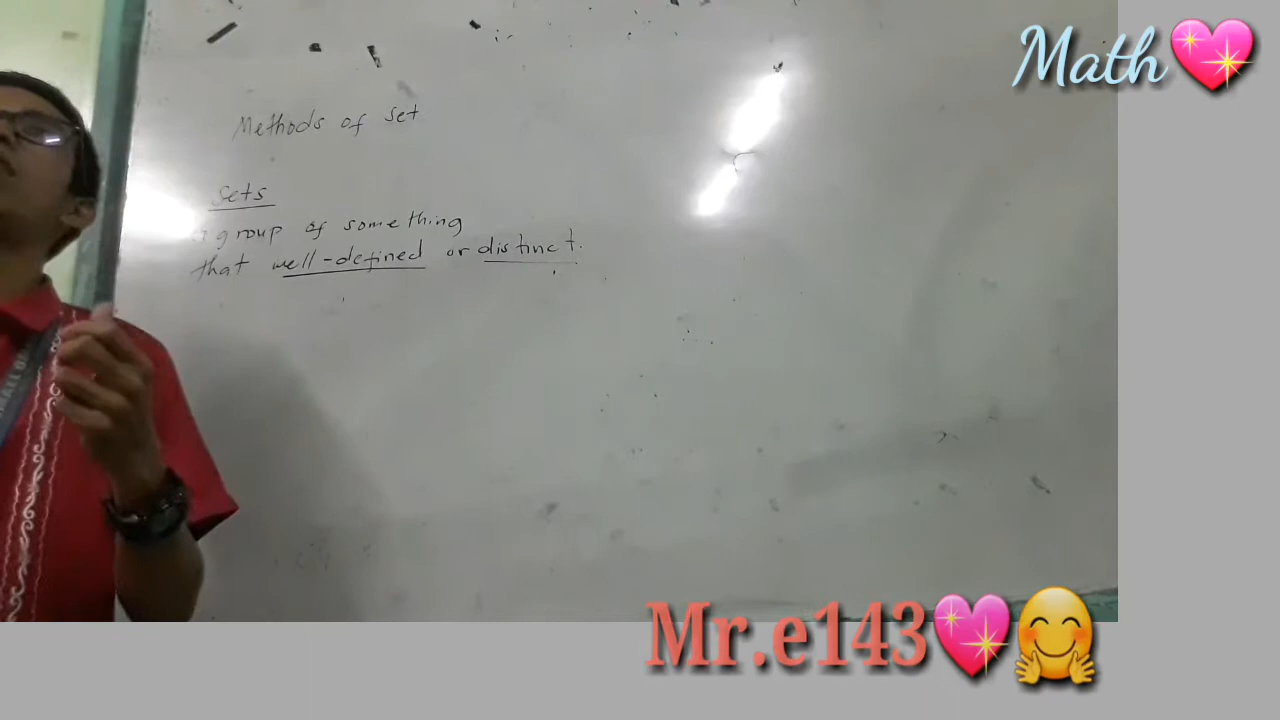 Math💖
Methods of set
sets
a group of something
that well-defined or distinct.
Mr.e143💖🤗